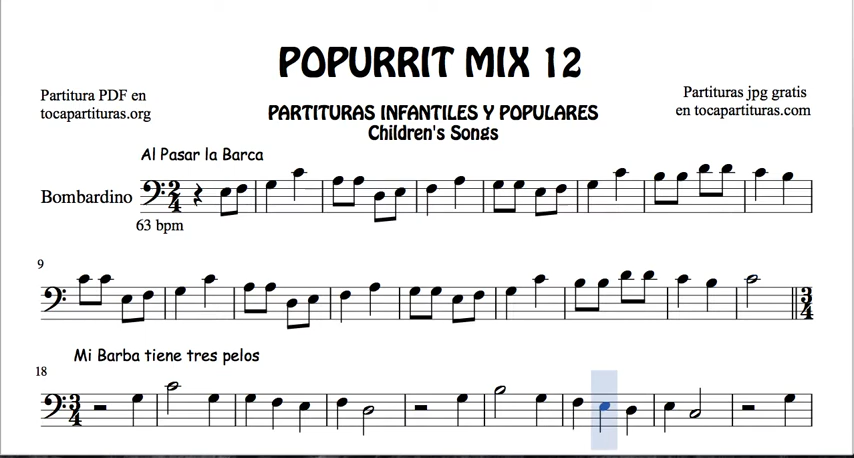 POPURRIT MIX 12
Partitura PDF en
tocapartituras.org
Partituras jpg gratis
en tocapartituras.com
PARTITURAS INFANTILES Y POPULARES
Children's Songs
Al Pasar la Barca
Bombardino
2
4
63 bpm
9
3
4
Mi Barba tiene tres pelos
18
3
4